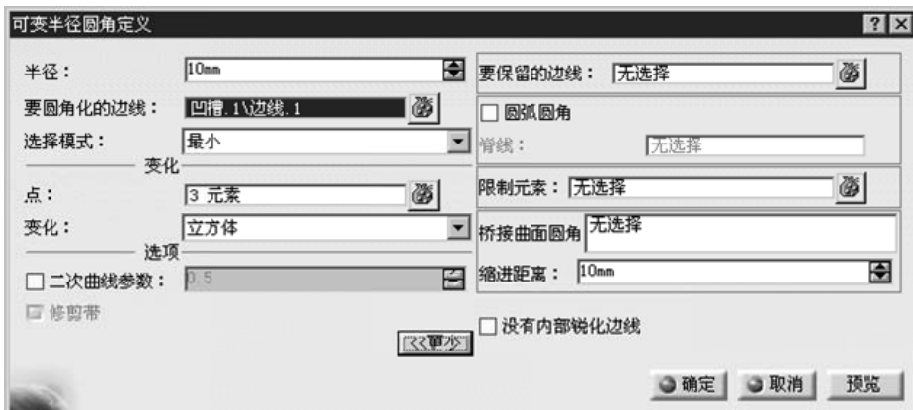 可变半径圆角定义
半径： 10mm
要圆角化的边线： 凹槽.1\边线.1
选择模式： 最小
变化
点： 3 元素
变化： 立方体
选项
二次曲线参数： 0.5
修剪带
<<更少
要保留的边线： 无选择
圆弧圆角
脊线： 无选择
限制元素： 无选择
桥接曲面圆角 无选择
缩进距离： 10mm
没有内部锐化边线
确定 取消 预览